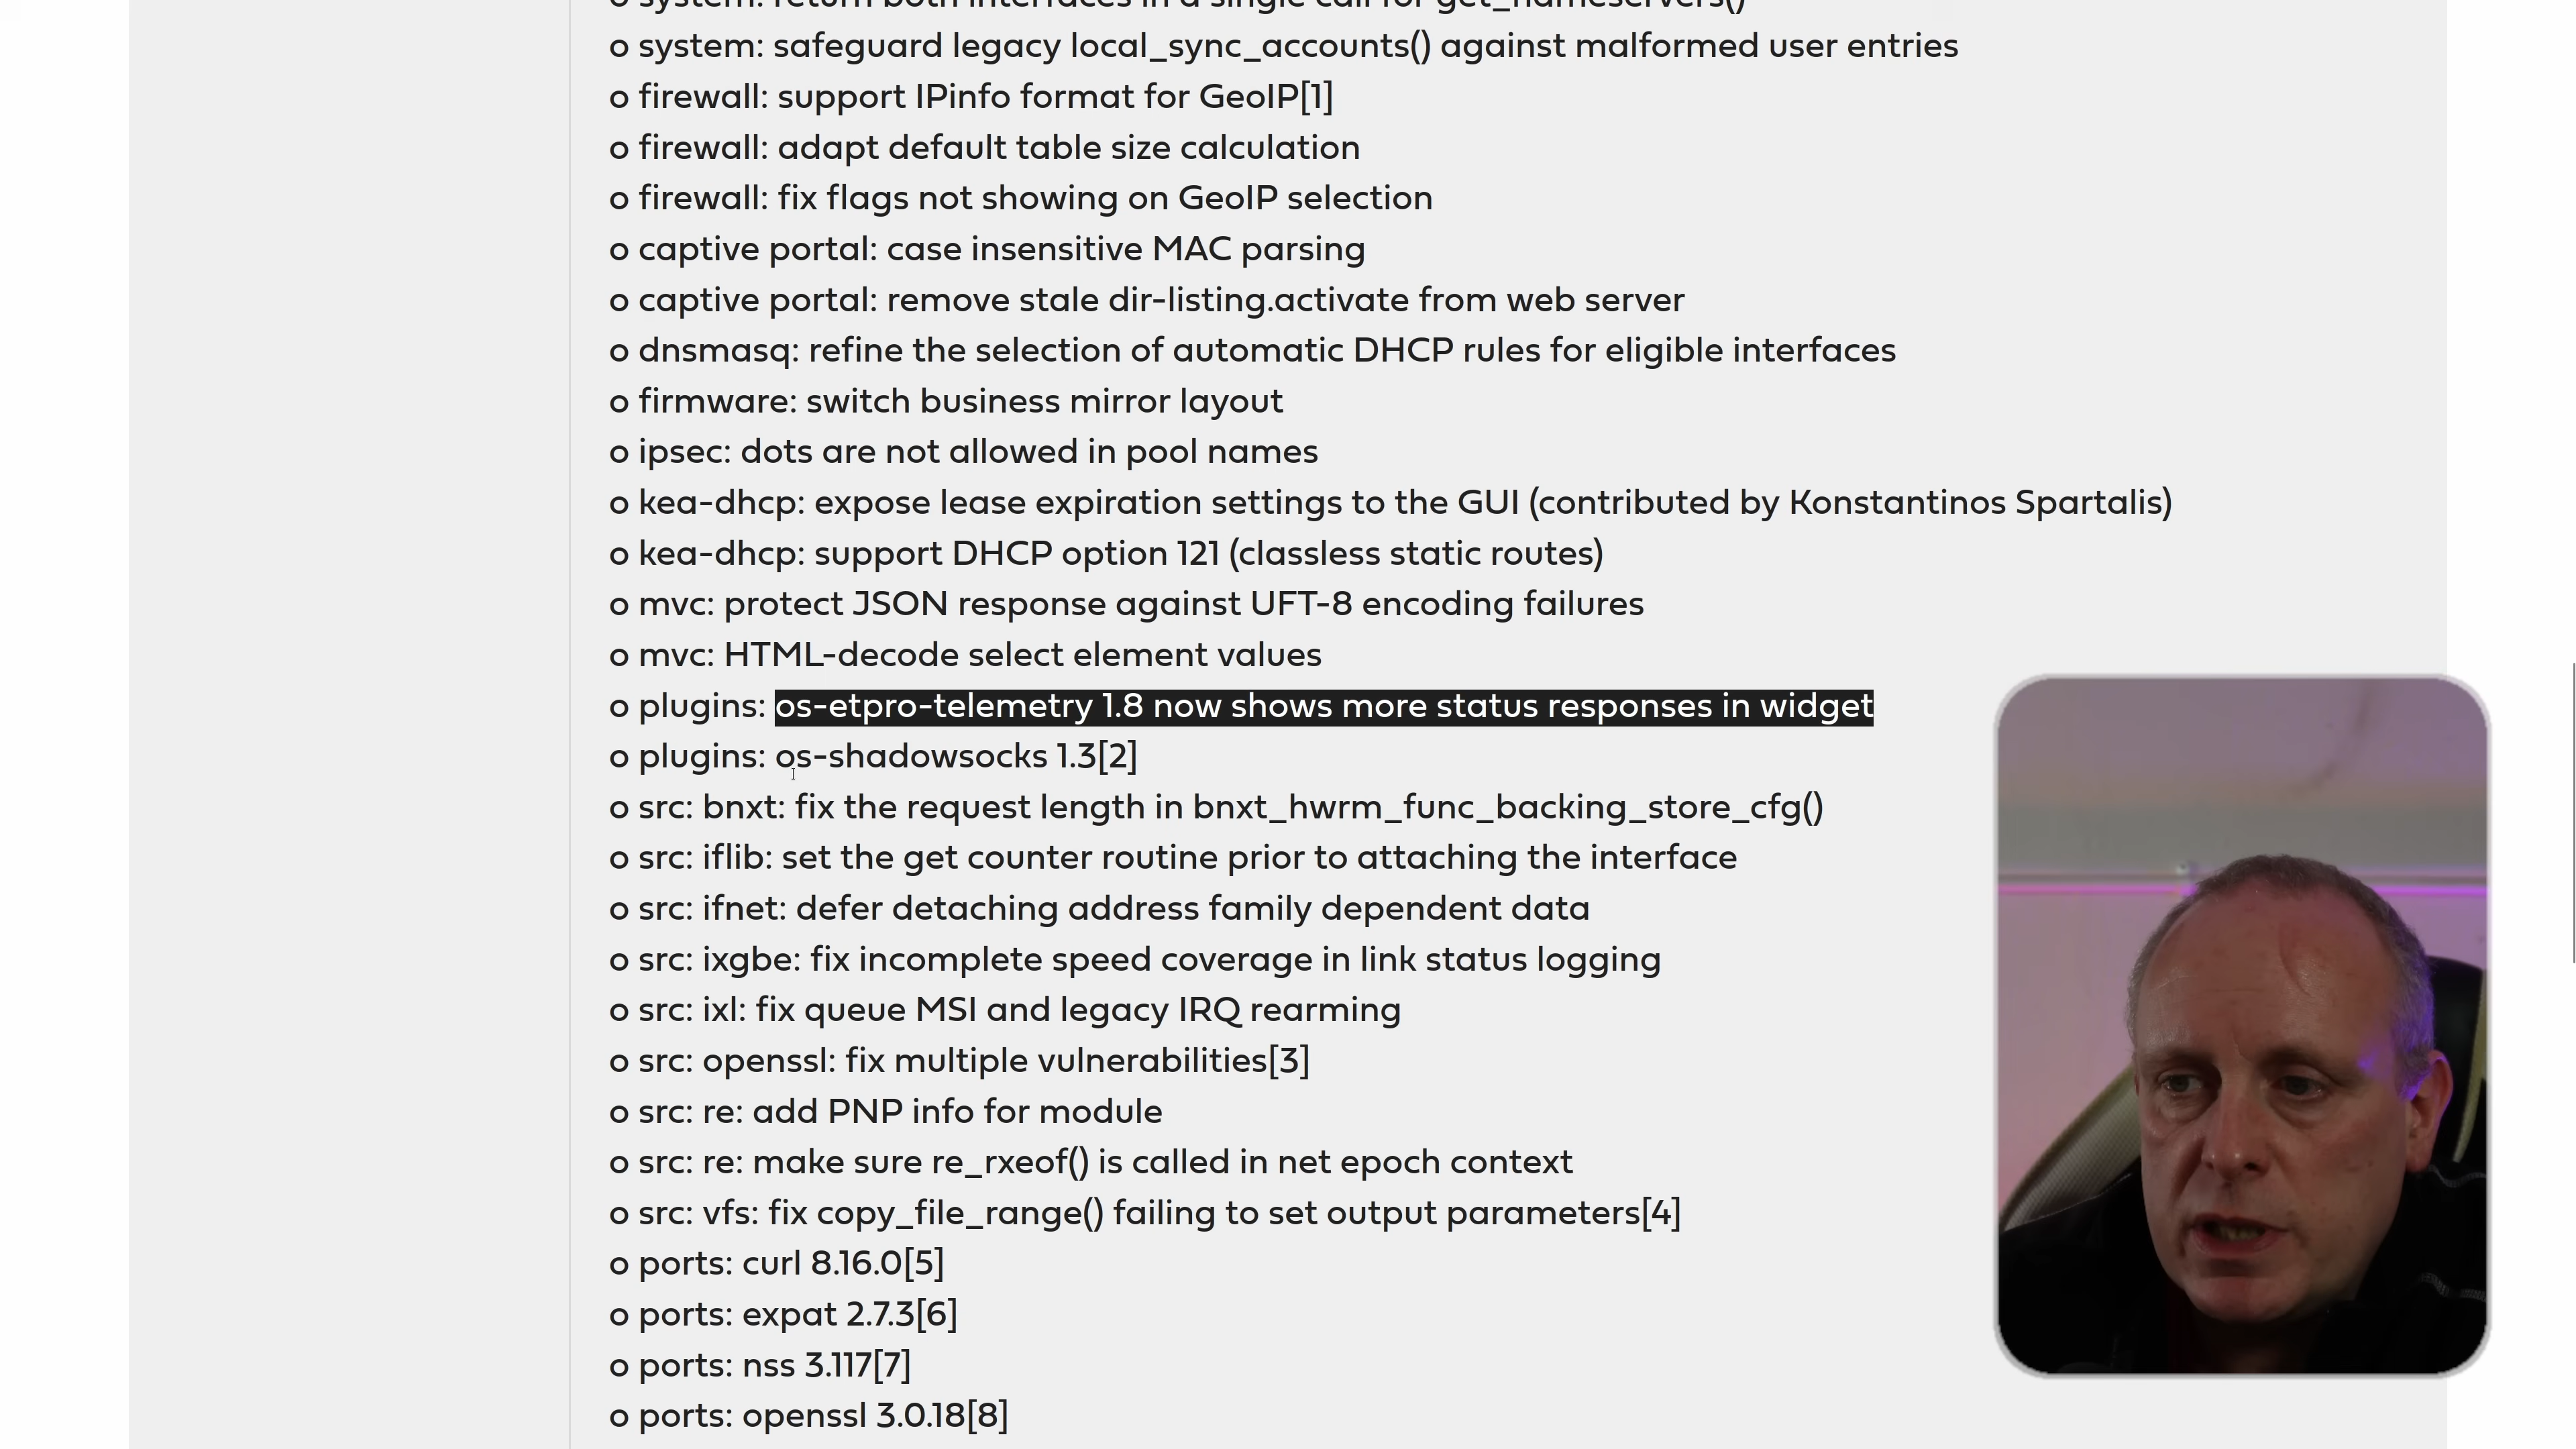 o system: return both interfaces in a single call for get_nameservers()
o system: safeguard legacy local_sync_accounts() against malformed user entries
o firewall: support IPinfo format for GeoIP[1]
o firewall: adapt default table size calculation
o firewall: fix flags not showing on GeoIP selection
o captive portal: case insensitive MAC parsing
o captive portal: remove stale dir-listing.activate from web server
o dnsmasq: refine the selection of automatic DHCP rules for eligible interfaces
o firmware: switch business mirror layout
o ipsec: dots are not allowed in pool names
o kea-dhcp: expose lease expiration settings to the GUI (contributed by Konstantinos Spartalis)
o kea-dhcp: support DHCP option 121 (classless static routes)
o mvc: protect JSON response against UFT-8 encoding failures
o mvc: HTML-decode select element values
o plugins: os-etpro-telemetry 1.8 now shows more status responses in widget
o plugins: os-shadowsocks 1.3[2]
o src: bnxt: fix the request length in bnxt_hwrm_func_backing_store_cfg()
o src: iflib: set the get counter routine prior to attaching the interface
o src: ifnet: defer detaching address family dependent data
o src: ixgbe: fix incomplete speed coverage in link status logging
o src: ixl: fix queue MSI and legacy IRQ rearming
o src: openssl: fix multiple vulnerabilities[3]
o src: re: add PNP info for module
o src: re: make sure re_rxeof() is called in net epoch context
o src: vfs: fix copy_file_range() failing to set output parameters[4]
o ports: curl 8.16.0[5]
o ports: expat 2.7.3[6]
o ports: nss 3.117[7]
o ports: openssl 3.0.18[8]